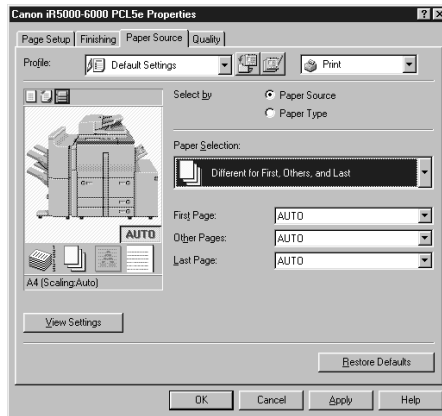 Canon iR5000-6000 PCL5e Properties
Page Setup Finishing Paper Source Quality
Profile: Default Settings Print
Select by Paper Source
Paper Type
Paper Selection:
Different for First, Others, and Last
First Page: AUTO
AUTO Other Pages: AUTO
Last Page: AUTO
A4 (Scaling:Auto)
View Settings
Restore Defaults
OK Cancel Apply Help